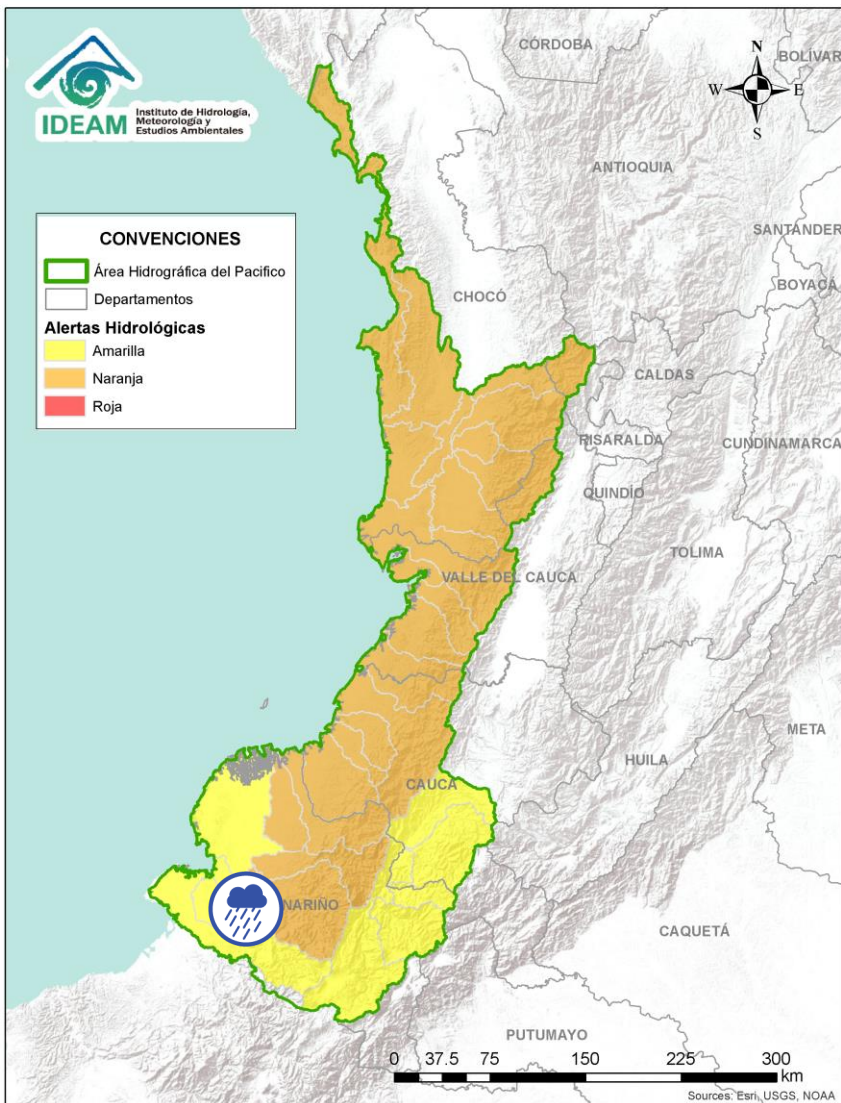 IDEAM
Instituto de Hidrología,
Meteorología y
Estudios Ambientales
CÓRDOBA
BOLÍVAR
N
W
E
S
ANTIOQUIA
SANTANDER
BOYACÁ
CONVENCIONES
Área Hidrográfica del Pacifico
Departamentos
Alertas Hidrológicas
Amarilla
Naranja
Roja
CHOCÓ
CALDAS
RISARALDA
CUNDINAMARCA
QUINDÍO
TOLIMA
VALLE DEL CAUCA
META
HUILA
CAUCA
NARIÑO
CAQUETÁ
PUTUMAYO
0 37.5 75 150 225 300
km
Sources: Esri, USGS, NOAA